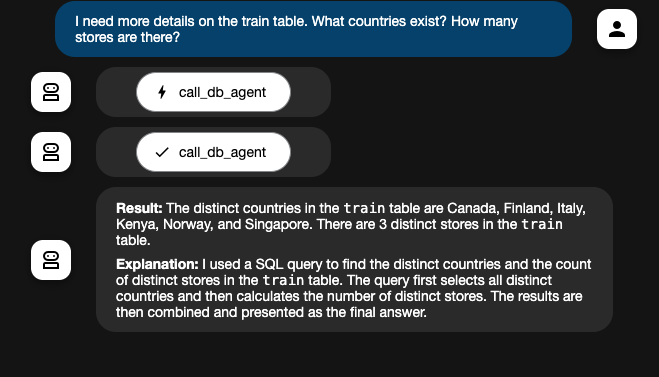 I need more details on the train table. What countries exist? How many
stores are there?
call_db_agent
call_db_agent
Result: The distinct countries in the train table are Canada, Finland, Italy,
Kenya, Norway, and Singapore. There are 3 distinct stores in the train
table.
Explanation: I used a SQL query to find the distinct countries and the count
of distinct stores in the train table. The query first selects all distinct
countries and then calculates the number of distinct stores. The results are
then combined and presented as the final answer.